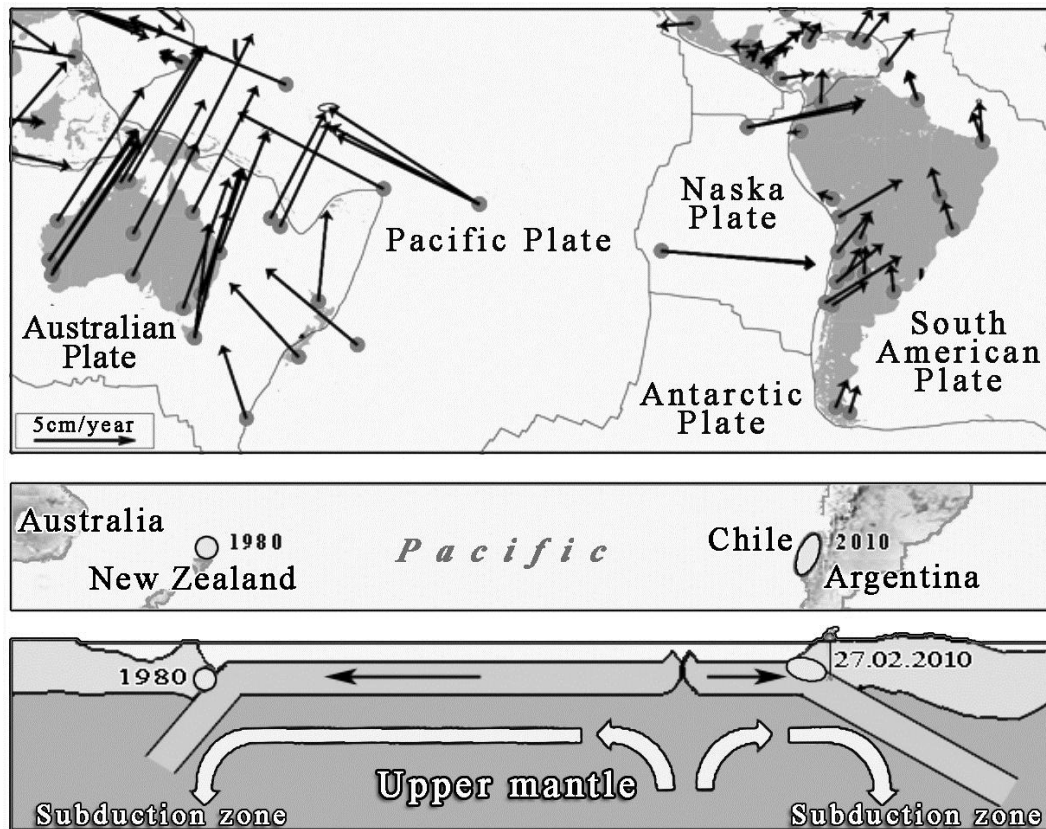 Naska
Plate
Pacific Plate
Australian
Plate
South
American
Plate
Antarctic
Plate
5cm/year
Australia
1980
New Zealand
Pacific
Chile
2010
Argentina
1980
27.02.2010
Upper mantle
Subduction zone
Subduction zone